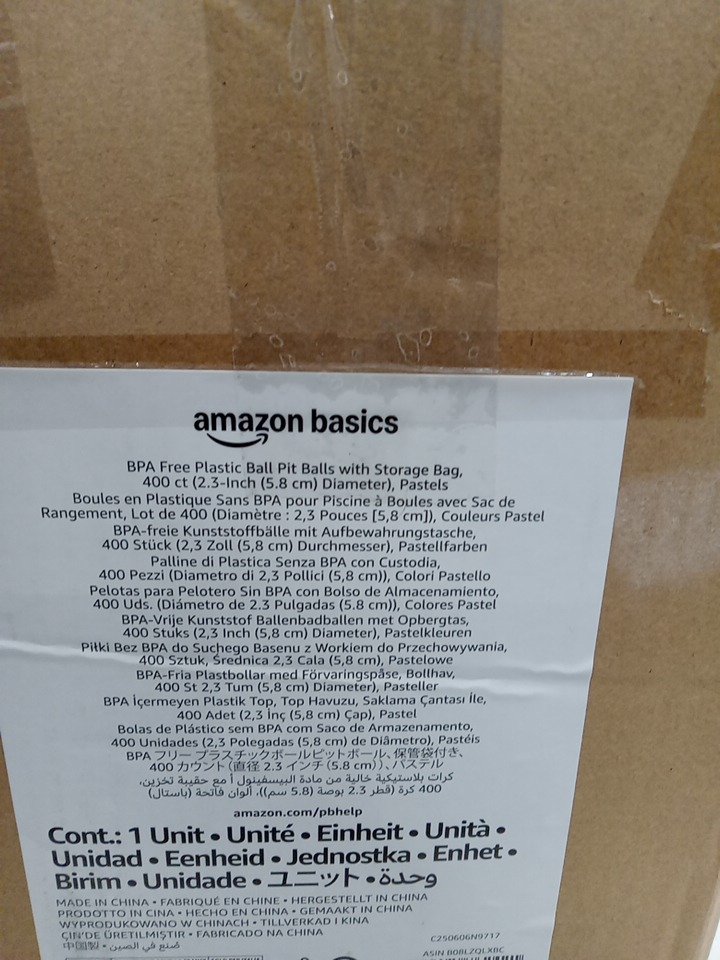 amazon basics
BPA Free Plastic Ball Pit Balls with Storage Bag,
400 ct (2.3-Inch (5.8 cm) Diameter), Pastels
Boules en Plastique Sans BPA pour Piscine à Boules avec Sac de
Rangement, Lot de 400 (Diamètre : 2,3 Pouces [5,8 cm]), Couleurs Pastel
BPA-freie Kunststoffbälle mit Aufbewahrungstasche,
400 Stück (2,3 Zoll (5,8 cm) Durchmesser), Pastellfarben
Palline di Plastica Senza BPA con Custodia,
400 Pezzi (Diametro di 2,3 Pollici (5,8 cm)), Colori Pastello
Pelotas para Pelotero Sin BPA con Bolso de Almacenamiento,
400 Uds. (Diámetro de 2.3 Pulgadas (5.8 cm)), Colores Pastel
BPA-Vrije Kunststof Ballenbadballen met Opbergtas,
400 Stuks (2,3 Inch (5,8 cm) Diameter), Pastelkleuren
Piłki Bez BPA do Suchego Basenu z Workiem do Przechowywania,
400 Sztuk, Średnica 2,3 Cala (5,8 cm), Pastelowe
BPA-Fria Plastbollar med Förvaringspåse, Bollhav,
400 St 2,3 Tum (5,8 cm) Diameter), Pasteller
BPA İçermeyen Plastik Top, Top Havuzu, Saklama Çantası İle,
400 Adet (2,3 İnç (5,8 cm) Çap), Pastel
Bolas de Plástico sem BPA com Saco de Armazenamento,
400 Unidades (2,3 Polegadas (5,8 cm) de Diâmetro), Pastéis
BPA フリー プラスチックボールピットボール、保管袋付き、
400 カウント（直径 2.3 インチ（5.8 cm））、パステル
كرات بلاستيكية خالية من مادة البيسفينول أ مع حقيبة تخزين،
400 كرة (قطر 2.3 بوصة (5.8 سم))، ألوان فاتحة (باستال)
amazon.com/pbhelp
Cont.: 1 Unit • Unité • Einheit • Unità •
Unidad • Eenheid • Jednostka • Enhet •
Birim • Unidade • ユニット • وحدة
MADE IN CHINA • FABRIQUÉ EN CHINE • HERGESTELLT IN CHINA
PRODOTTO IN CINA • HECHO EN CHINA • GEMAAKT IN CHINA
WYPRODUKOWANO W CHINACH • TILLVERKAD I KINA
ÇİN'DE ÜRETİLMİŞTİR • FABRICADO NA CHINA
中国製 • صُنع في الصين
C250606N9717
ASIN B0BLZQLXBC